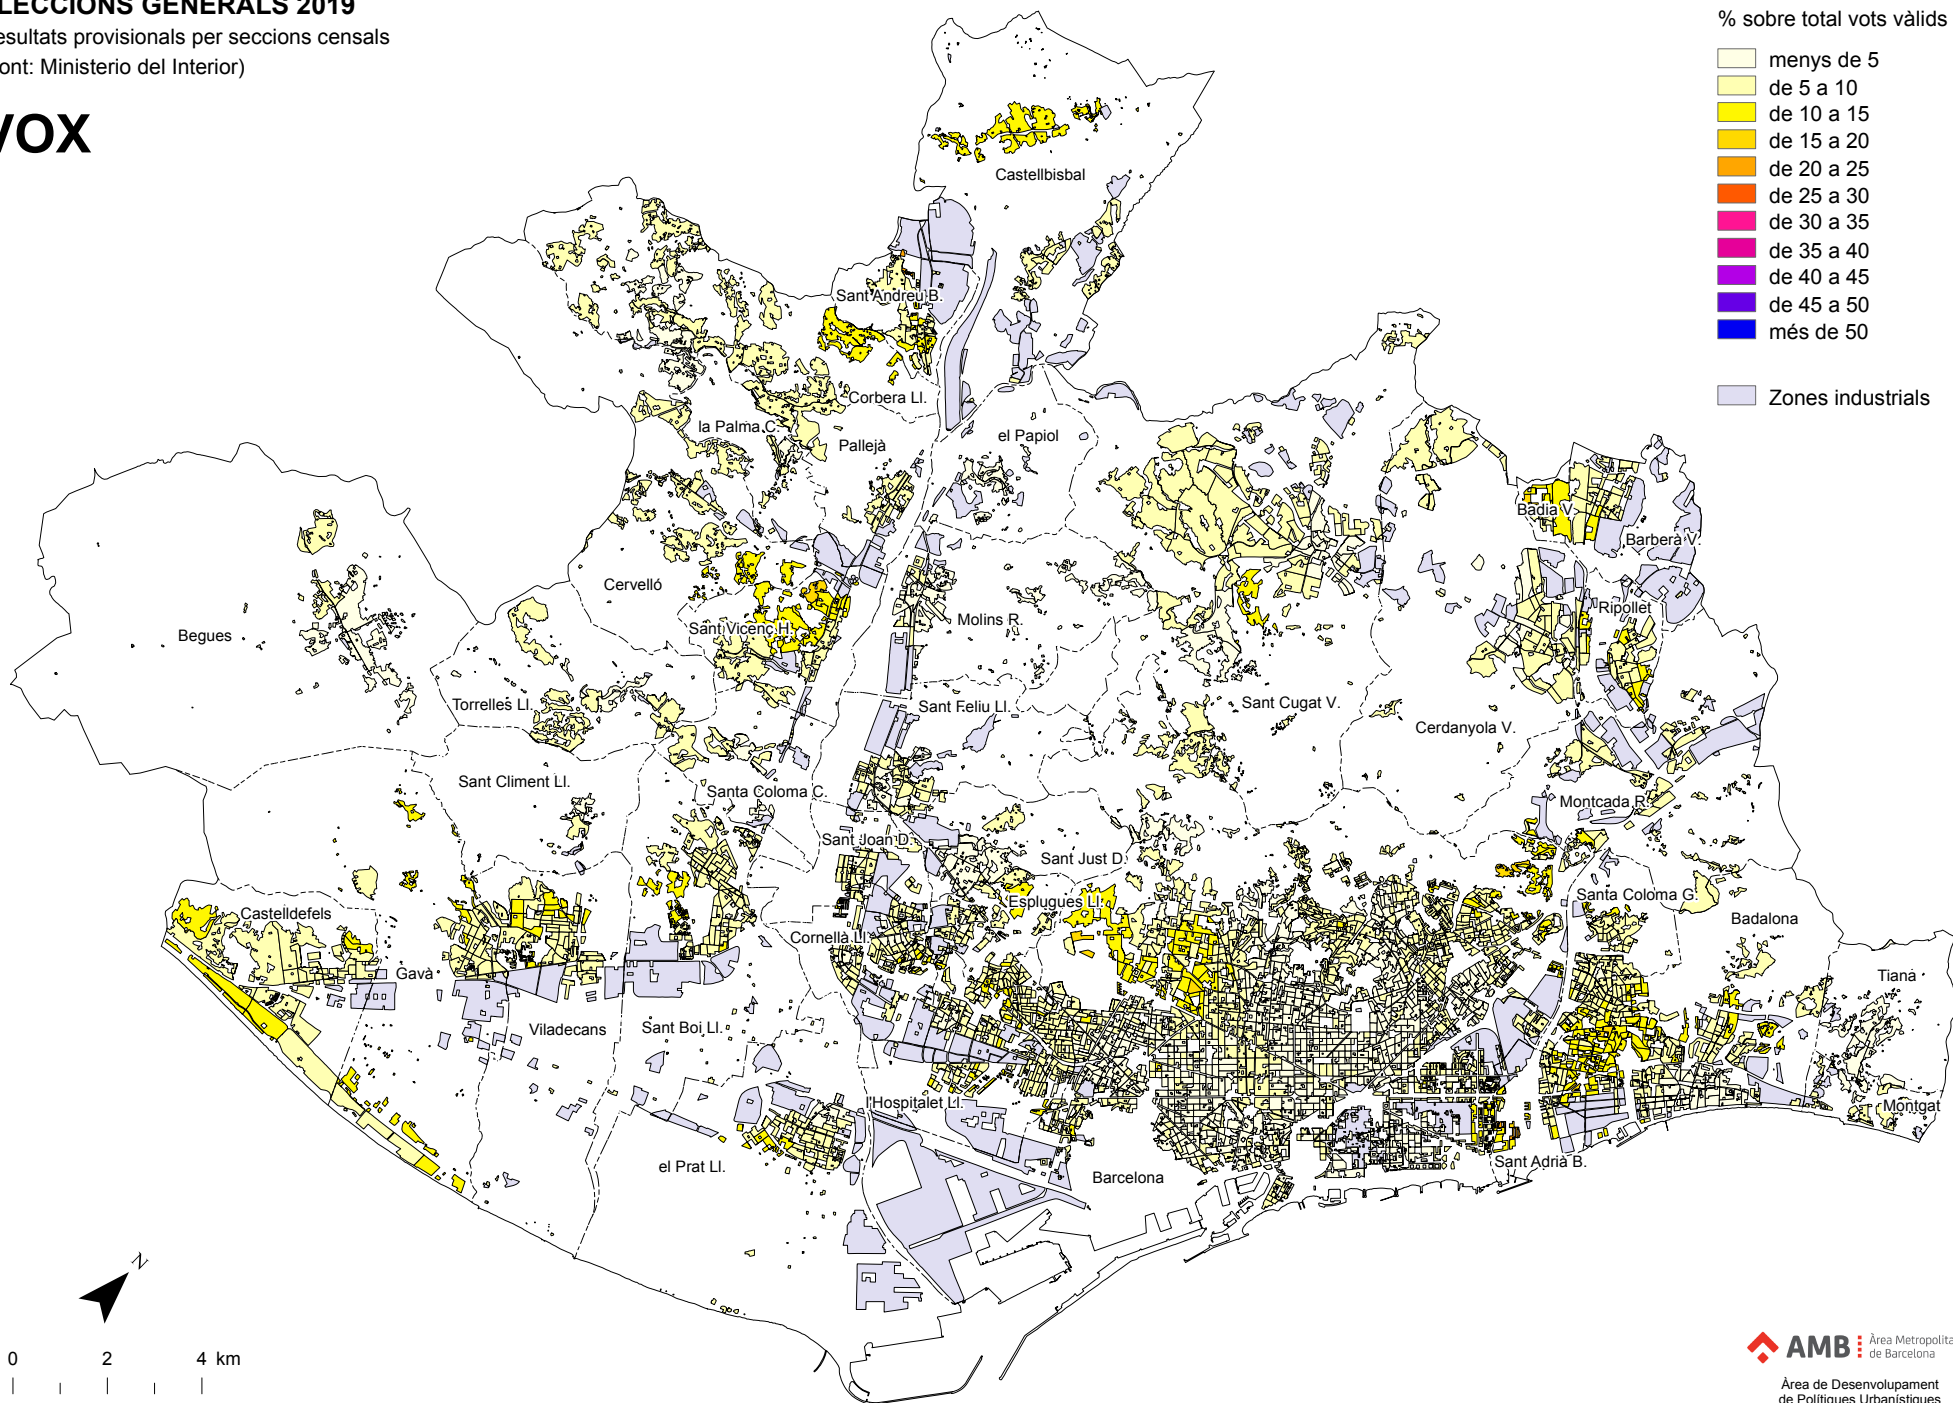 LECCIONS GENERALS 2019
esultats provisionals per seccions censals
ont: Ministerio del Interior)
VOX
% sobre total vots vàlids
menys de 5
de 5 a 10
de 10 a 15
de 15 a 20
de 20 a 25
de 25 a 30
de 30 a 35
de 35 a 40
de 40 a 45
de 45 a 50
més de 50
Zones industrials
Castellbisbal
Sant Andreu B.
Corbera Ll.
la Palma C.
Pallejà
el Papiol
Badia V.
Barberà V.
Cervelló
Ripollet
Begues
Sant Vicenç H.
Molins R.
Torrelles Ll.
Sant Feliu Ll.
Sant Cugat V.
Cerdanyola V.
Sant Climent Ll.
Santa Coloma C.
Montcada R.
Sant Joan D.
Sant Just D.
Esplugues Ll.
Santa Coloma G.
Castelldefels
Badalona
Cornellà Ll.
Gavà
Tiana
Viladecans
Sant Boi Ll.
l'Hospitalet Ll.
Montgat
el Prat Ll.
Sant Adrià B.
Barcelona
N
0 2 4 km
AMB Àrea Metropolita
de Barcelona
Àrea de Desenvolupament
de Polítiques Urbanístiques